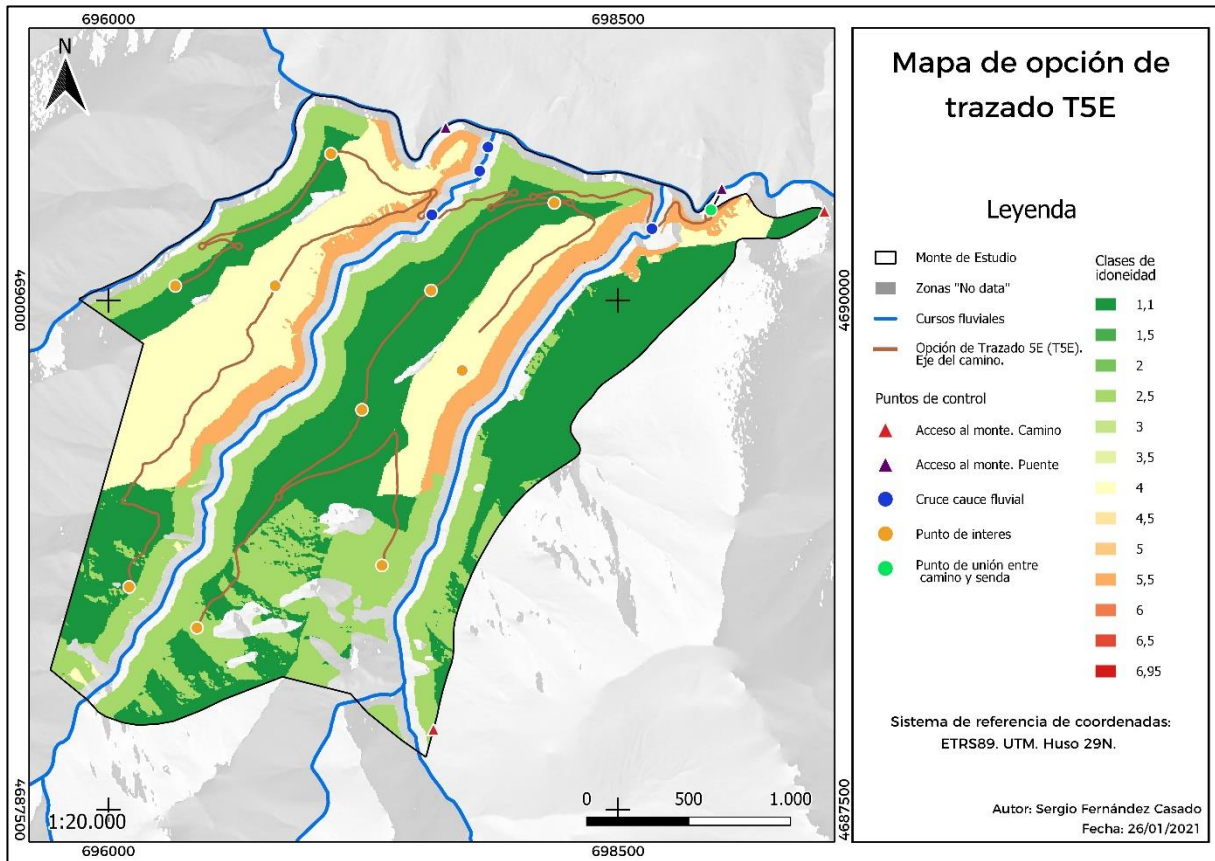 696000
698500
N
4690000
4690000
4687500
4687500
1:20.000
0
500
1.000
696000
698500
Mapa de opción de
trazado T5E
Leyenda
Monte de Estudio
Zonas "No data"
Cursos fluviales
Opción de Trazado 5E (T5E).
Eje del camino.
Puntos de control
Acceso al monte. Camino
Acceso al monte. Puente
Cruce cauce fluvial
Punto de interes
Punto de unión entre
camino y senda
Clases de
idoneidad
1,1
1,5
2
2,5
3
3,5
4
4,5
5
5,5
6
6,5
6,95
Sistema de referencia de coordenadas:
ETRS89. UTM. Huso 29N.
Autor: Sergio Fernández Casado
Fecha: 26/01/2021